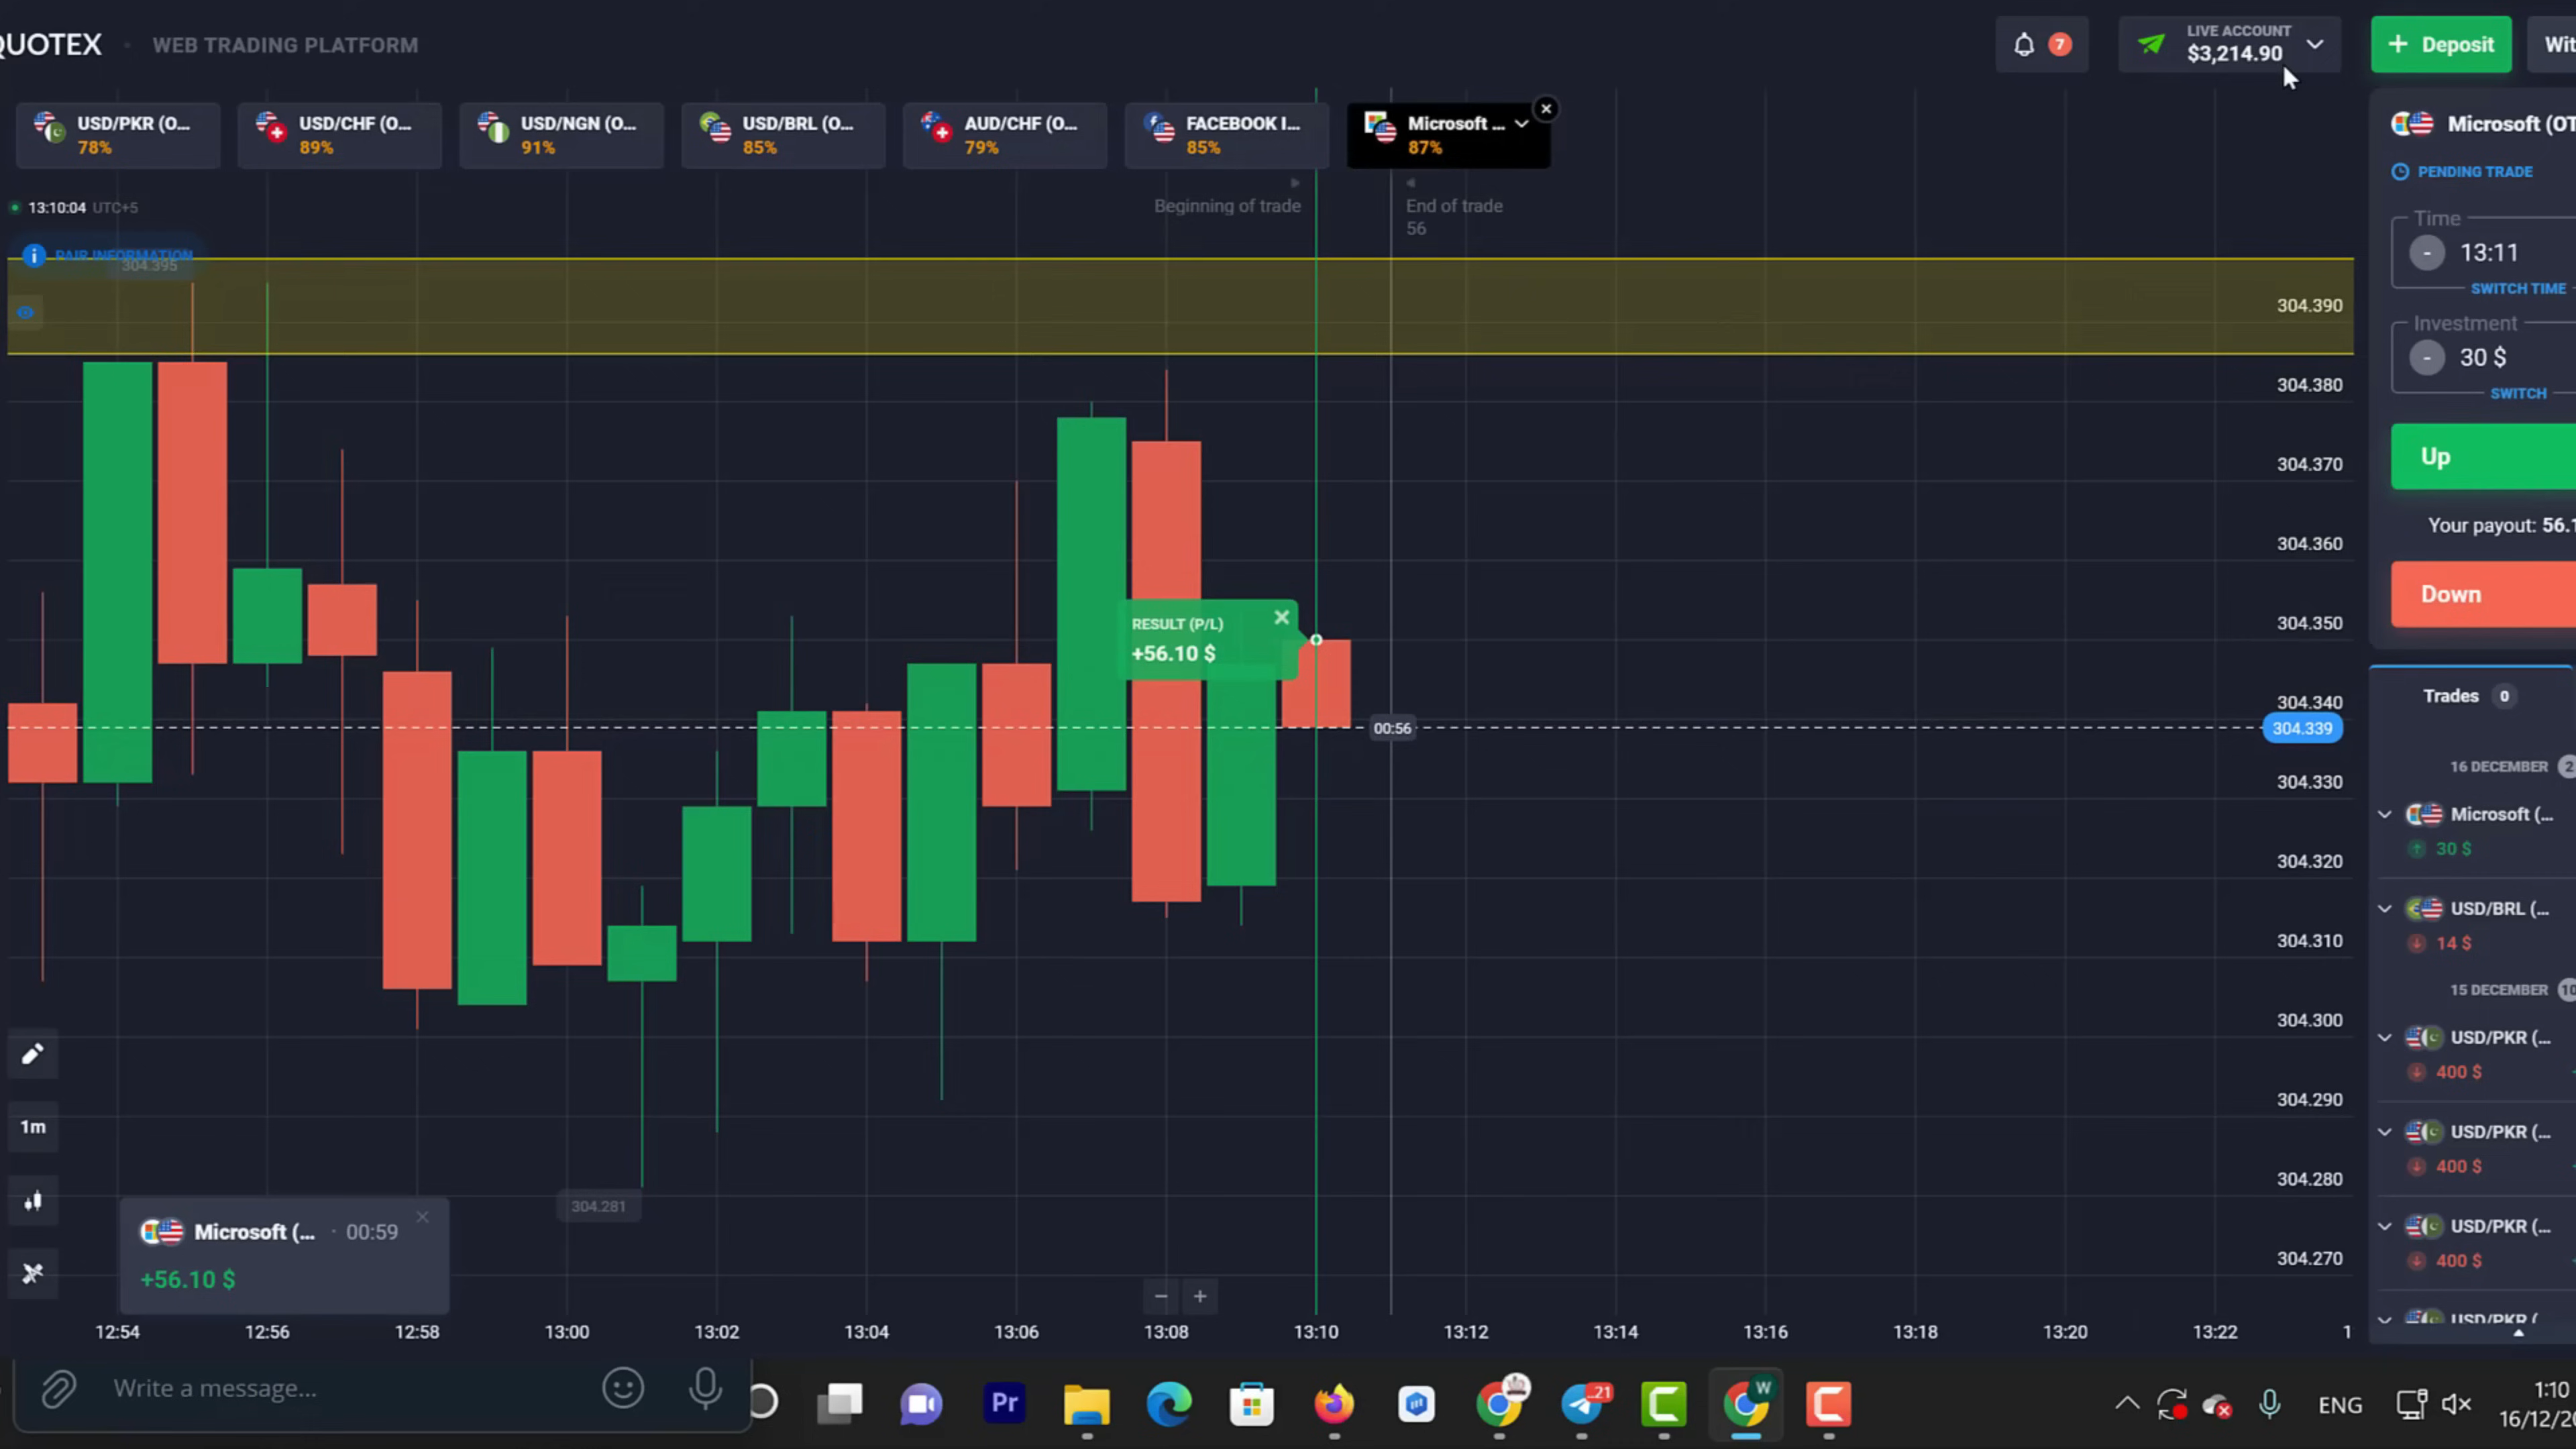 QUOTEX · WEB TRADING PLATFORM
7
LIVE ACCOUNT
$3,214.90
+ Deposit
Wit
USD/PKR (O...
78%
USD/CHF (O...
89%
USD/NGN (O...
91%
USD/BRL (O...
85%
AUD/CHF (O...
79%
FACEBOOK I...
85%
Microsoft ...
87%
13:10:04 UTC+5
Beginning of trade
End of trade
56
PAIR INFORMATION
304.395
304.390
304.380
304.370
304.360
304.350
304.340
304.339
304.330
304.320
304.310
304.300
304.290
304.280
304.270
RESULT (P/L)
+56.10 $
00:56
304.281
1m
Microsoft (... · 00:59
+56.10 $
12:54 12:56 12:58 13:00 13:02 13:04 13:06 13:08 13:10 13:12 13:14 13:16 13:18 13:20 13:22 1
Microsoft (OT
PENDING TRADE
Time
- 13:11
SWITCH TIME
Investment
- 30 $
SWITCH
Up
Your payout: 56.1
Down
Trades 0
16 DECEMBER 2
Microsoft (...
30 $
USD/BRL (...
14 $
15 DECEMBER 10
USD/PKR (...
400 $
USD/PKR (...
400 $
USD/PKR (...
400 $
USD/PKR (
Write a message...
Pr
21
W
ENG
1:10
16/12/20